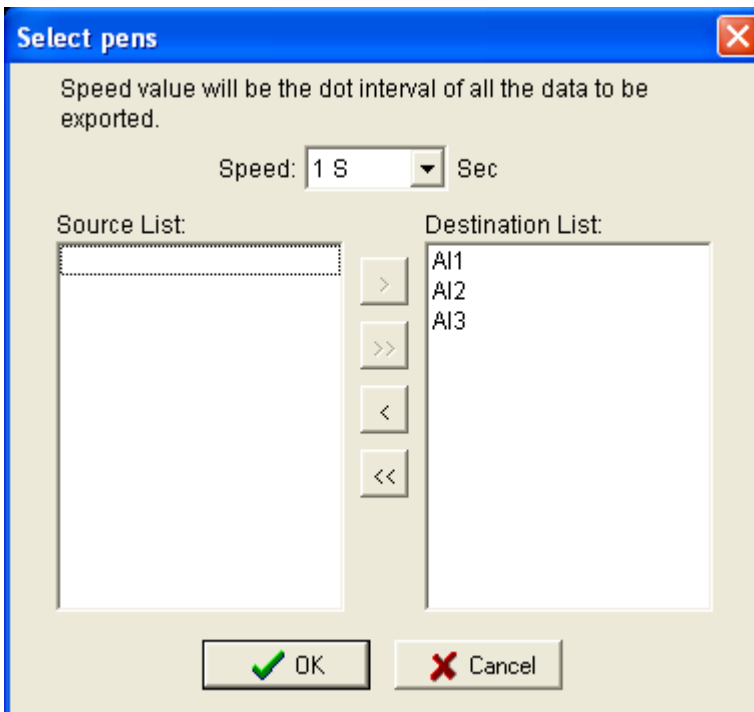 Select pens
Speed value will be the dot interval of all the data to be
exported.
Speed: 1 S Sec
Source List: Destination List:
AI1
AI2
AI3
>
>>
<
<<
OK Cancel